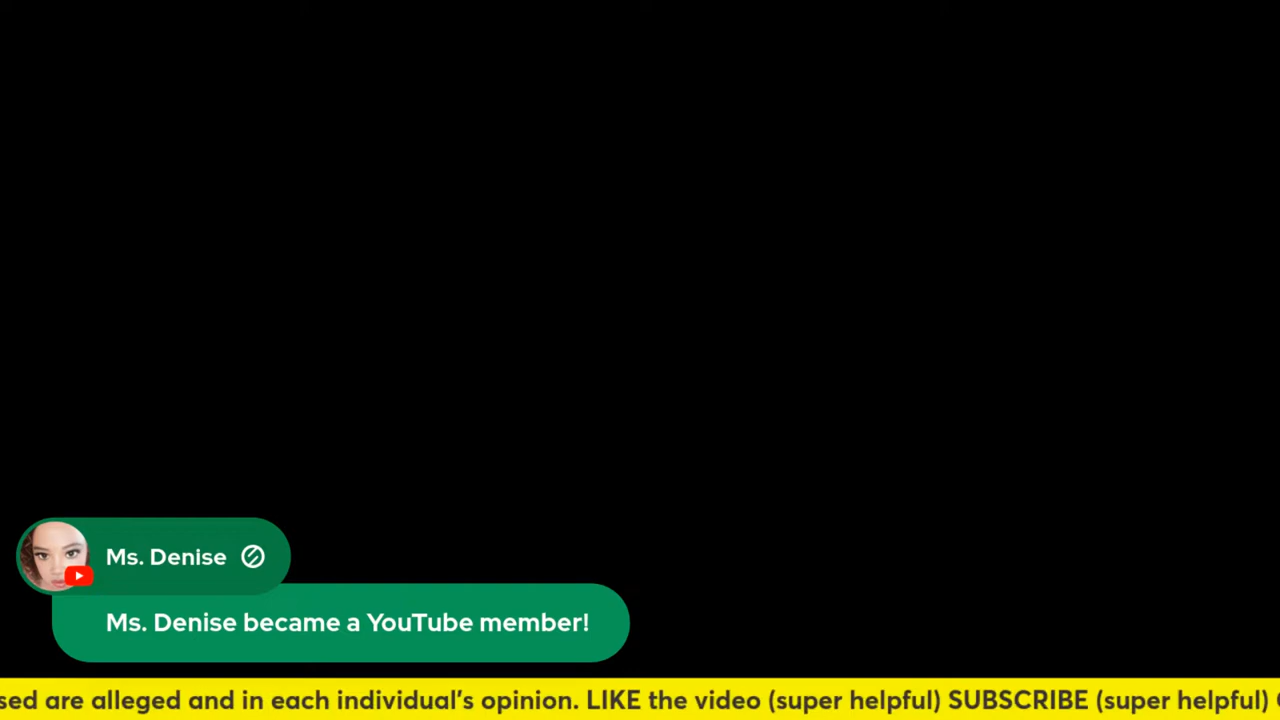 Ms. Denise
Ms. Denise became a YouTube member!
are alleged and in each individual's opinion. LIKE the video (super helpful) SUBSCRIBE (super helpful)